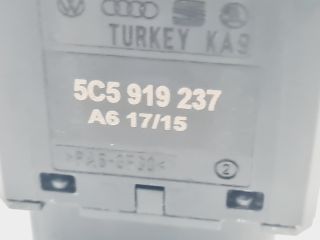 TURKEY KA9
5C5 919 237
A6 17/15
>PA6-GF30<
2